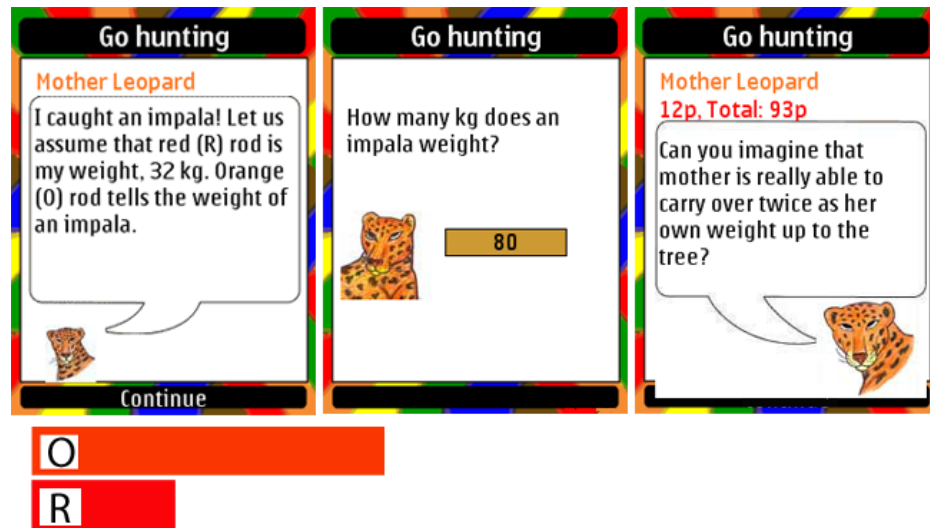 Go hunting
Mother Leopard
I caught an impala! Let us
assume that red (R) rod is
my weight, 32 kg. Orange
(O) rod tells the weight of
an impala.
Continue
Go hunting
How many kg does an
impala weight?
80
Go hunting
Mother Leopard
12p, Total: 93p
Can you imagine that
mother is really able to
carry over twice as her
own weight up to the
tree?
O
R